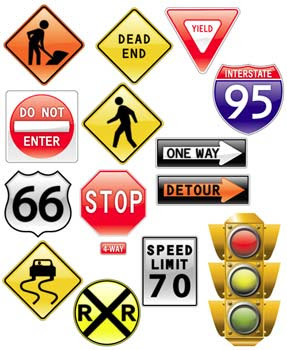 DEAD
END
YIELD
INTERSTATE
95
DO NOT
ENTER
ONE WAY
66
STOP
4-WAY
DETOUR
SPEED
LIMIT
70
R R